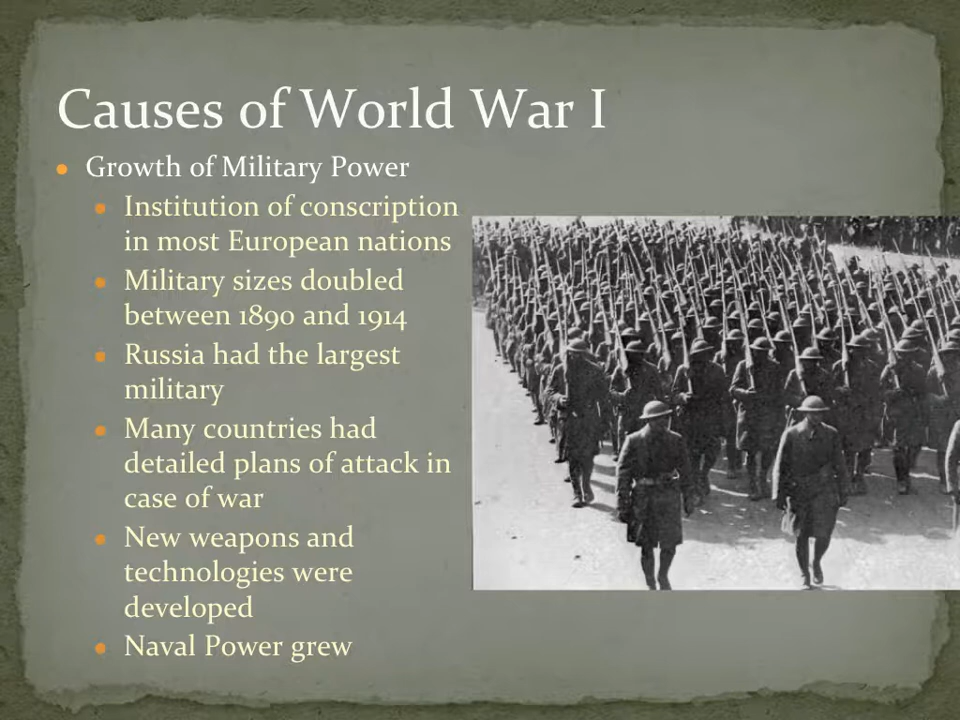 Causes of World War I
Growth of Military Power
Institution of conscription
in most European nations
Military sizes doubled
between 1890 and 1914
Russia had the largest
military
Many countries had
detailed plans of attack in
case of war
New weapons and
technologies were
developed
Naval Power grew